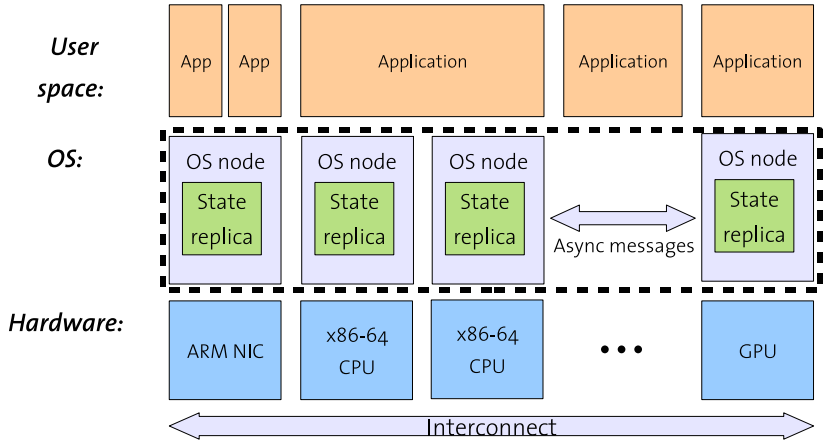 User
space:
App
App
Application
Application
Application
OS:
OS node
State
replica
OS node
State
replica
OS node
State
replica
Async messages
OS node
State
replica
Hardware:
ARM NIC
x86-64
CPU
x86-64
CPU
•••
GPU
Interconnect